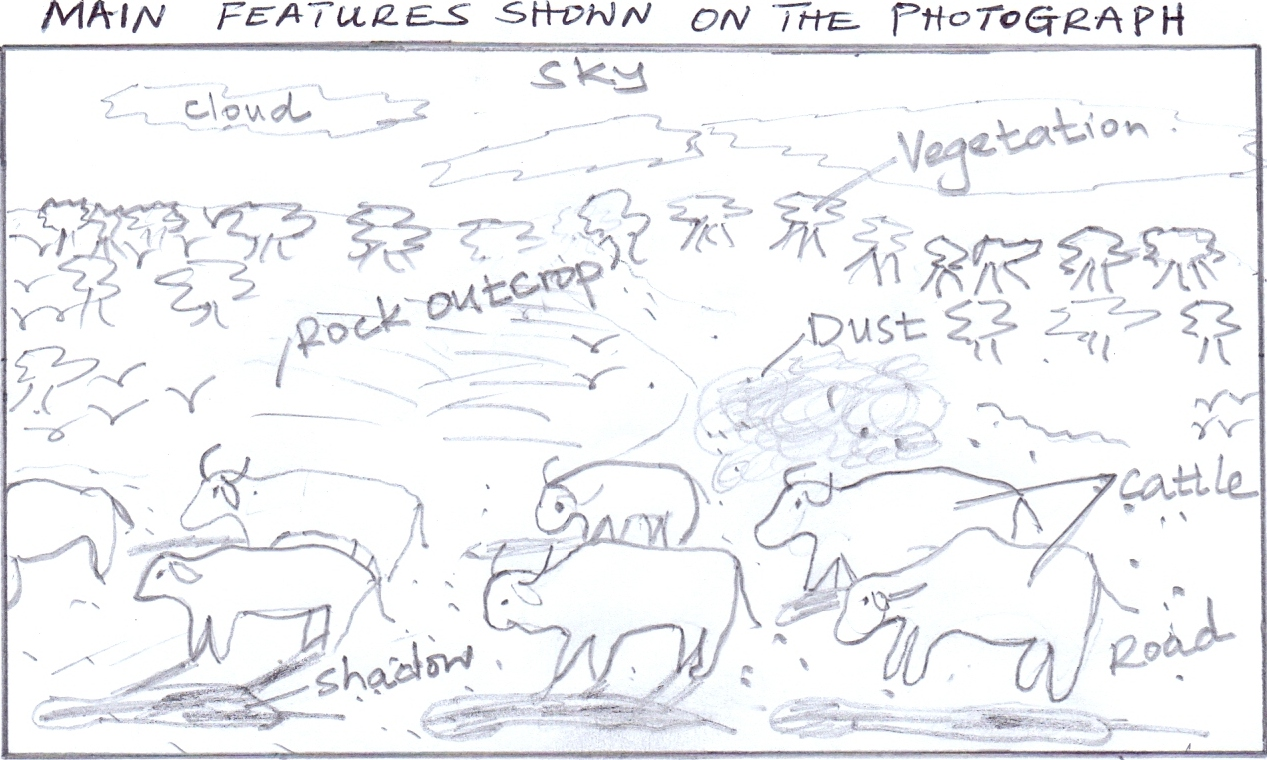 MAIN FEATURES SHOWN ON THE PHOTOGRAPH
SKY
cloud
Vegetation
Rock outcrop
Dust
cattle
Road
shadow